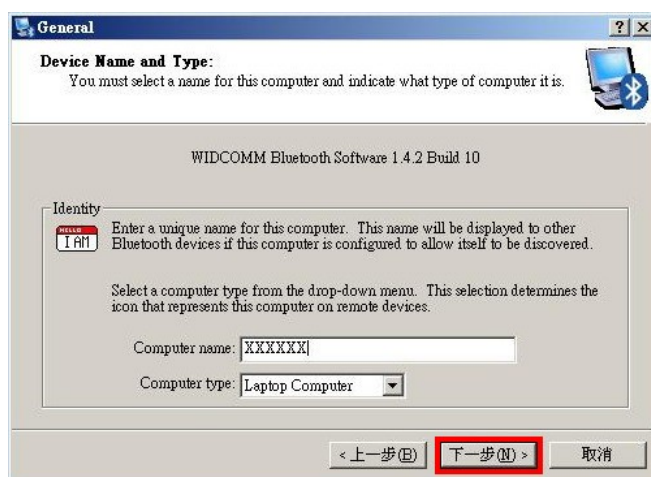 General
Device Name and Type:
You must select a name for this computer and indicate what type of computer it is.
WIDCOMM Bluetooth Software 1.4.2 Build 10
Identity
HELLO
I AM
Enter a unique name for this computer. This name will be displayed to other
Bluetooth devices if this computer is configured to allow itself to be discovered.
Select a computer type from the drop-down menu. This selection determines the
icon that represents this computer on remote devices.
Computer name: XXXXXX
Computer type: Laptop Computer
<上一步(B) 下一步(N)> 取消